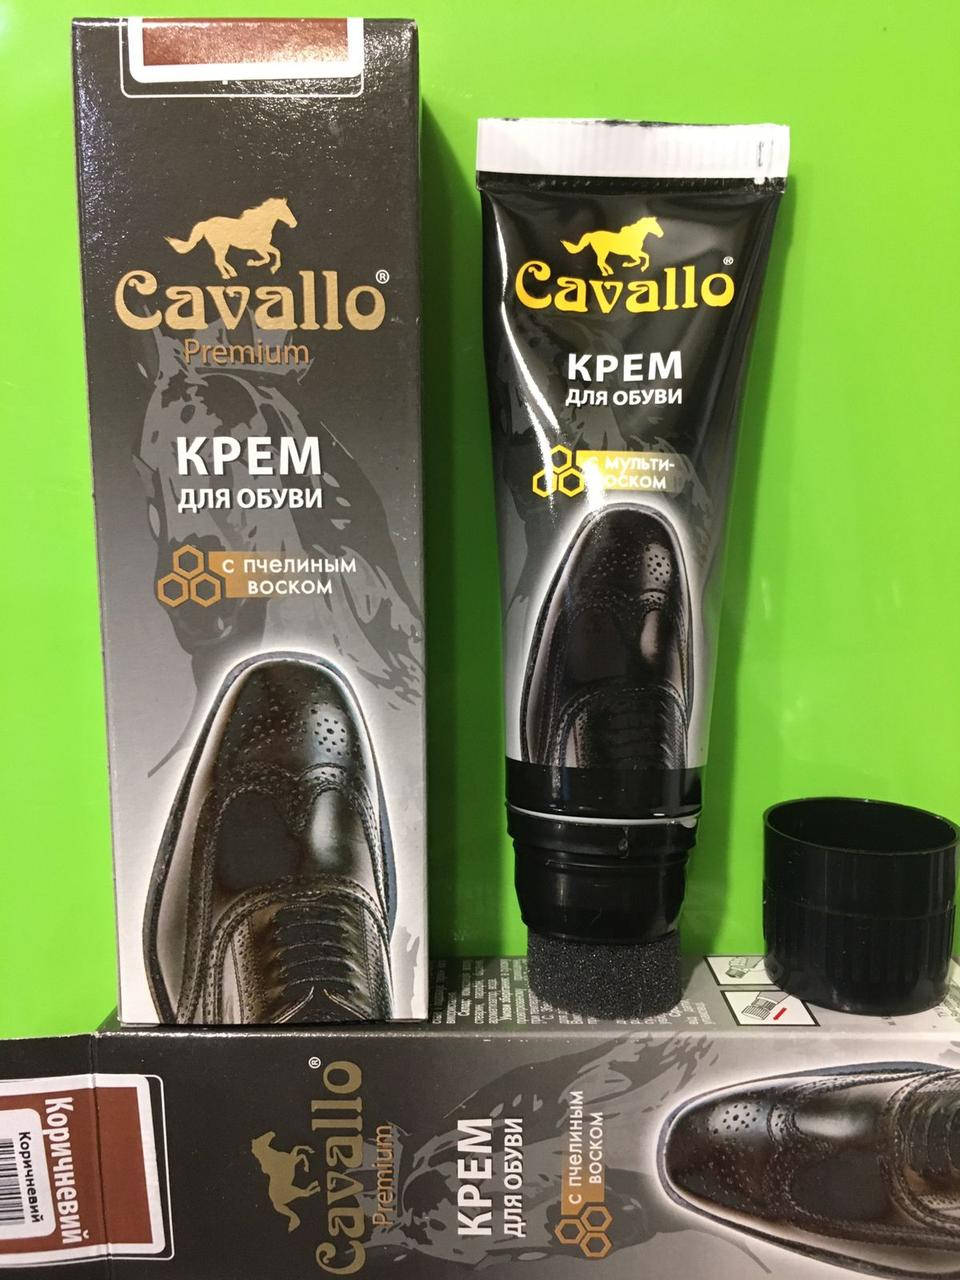 Cavallo®
Premium
КРЕМ
ДЛЯ ОБУВИ
С ПЧЕЛИНЫМ
ВОСКОМ
Cavallo®
КРЕМ
ДЛЯ ОБУВИ
С МУЛЬТИ-
ВОСКОМ
Cavallo®
Premium
КРЕМ
ДЛЯ ОБУВИ
С ПЧЕЛИНЫМ
ВОСКОМ
Коричневий
Коричневий